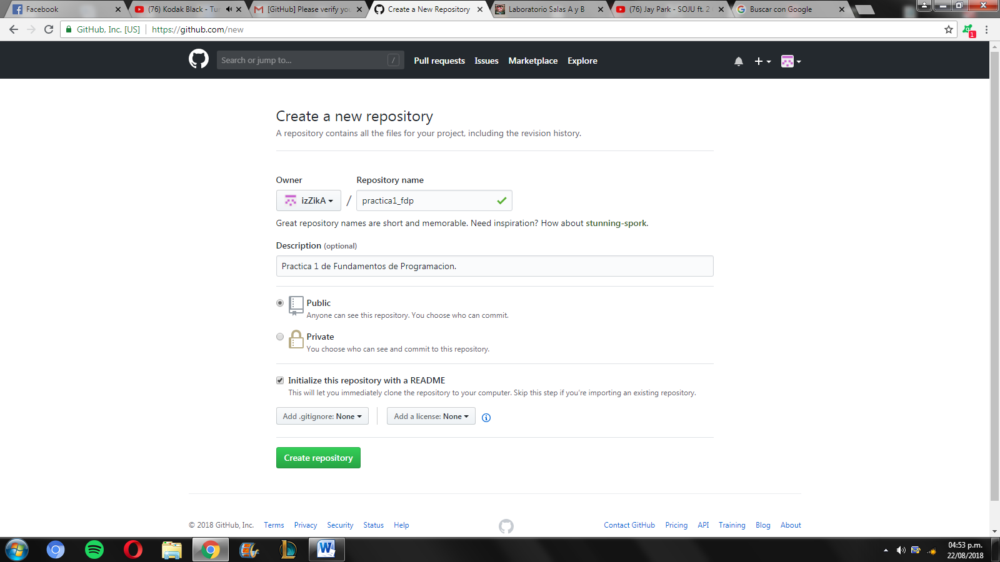 Facebook
(76) Kodak Black - Tu
[GitHub] Please verify yo
Create a New Repository
Laboratorio Salas A y B
(76) Jay Park - SOJU ft. 2
Buscar con Google
GitHub, Inc. [US]
https://github.com/new
1
Search or jump to...
/
Pull requests
Issues
Marketplace
Explore
Create a new repository
A repository contains all the files for your project, including the revision history.
Owner
Repository name
izZikA
/
practica1_fdp
Great repository names are short and memorable. Need inspiration? How about stunning-spork.
Description (optional)
Practica 1 de Fundamentos de Programacion.
Public
Anyone can see this repository. You choose who can commit.
Private
You choose who can see and commit to this repository.
Initialize this repository with a README
This will let you immediately clone the repository to your computer. Skip this step if you're importing an existing repository.
Add .gitignore: None
Add a license: None
Create repository
© 2018 GitHub, Inc.
Terms
Privacy
Security
Status
Help
Contact GitHub
Pricing
API
Training
Blog
About
04:53 p.m.
22/08/2018